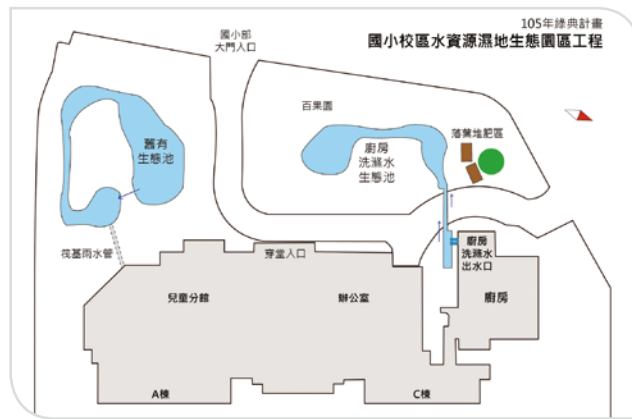 105年綠典計畫
國小校區水資源濕地生態園區工程
國小部
大門入口
百果園
落葉堆肥區
舊有
生態池
廚房
洗滌水
生態池
筏基雨水管
穿堂入口
廚房
洗滌水
出水口
兒童分館
辦公室
廚房
A棟
C棟